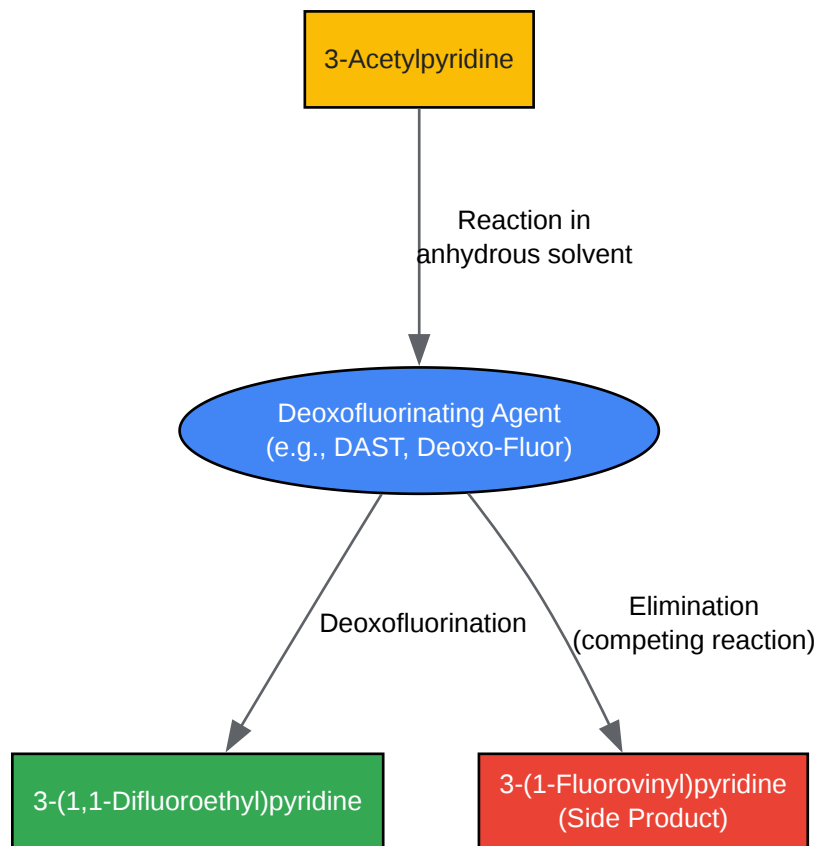 3-Acetylpyridine
Reaction in
anhydrous solvent
Deoxofluorinating Agent
(e.g., DAST, Deoxo-Fluor)
Deoxofluorination
Elimination
(competing reaction)
3-(1,1-Difluoroethyl)pyridine
3-(1-Fluorovinyl)pyridine
(Side Product)